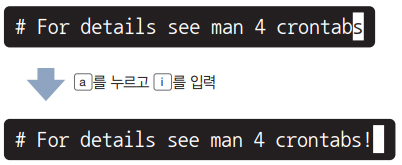 # For details see man 4 crontabs
a를 누르고 i를 입력
# For details see man 4 crontabs!